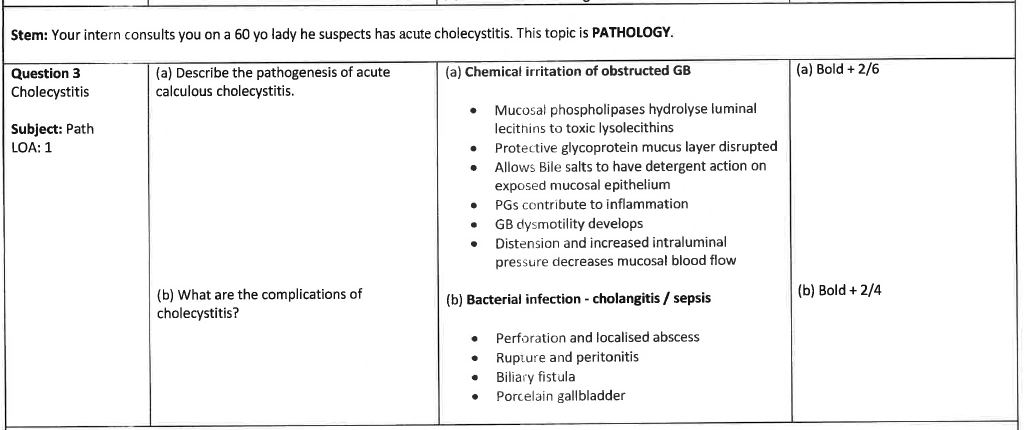 Stem: Your intern consults you on a 60 yo lady he suspects has acute cholecystitis. This topic is PATHOLOGY.
Question 3
Cholecystitis
Subject: Path
LOA: 1
(a) Describe the pathogenesis of acute
calculous cholecystitis.
(a) Chemical irritation of obstructed GB
• Mucosal phospholipases hydrolyse luminal
lecithins to toxic lysolecithins
• Protective glycoprotein mucus layer disrupted
• Allows Bile salts to have detergent action on
exposed mucosal epithelium
• PGs contribute to inflammation
• GB dysmotility develops
• Distension and increased intraluminal
pressure decreases mucosal blood flow
(a) Bold + 2/6
(b) What are the complications of
cholecystitis?
(b) Bacterial infection - cholangitis / sepsis
• Perforation and localised abscess
• Rupture and peritonitis
• Biliary fistula
• Porcelain gallbladder
(b) Bold + 2/4